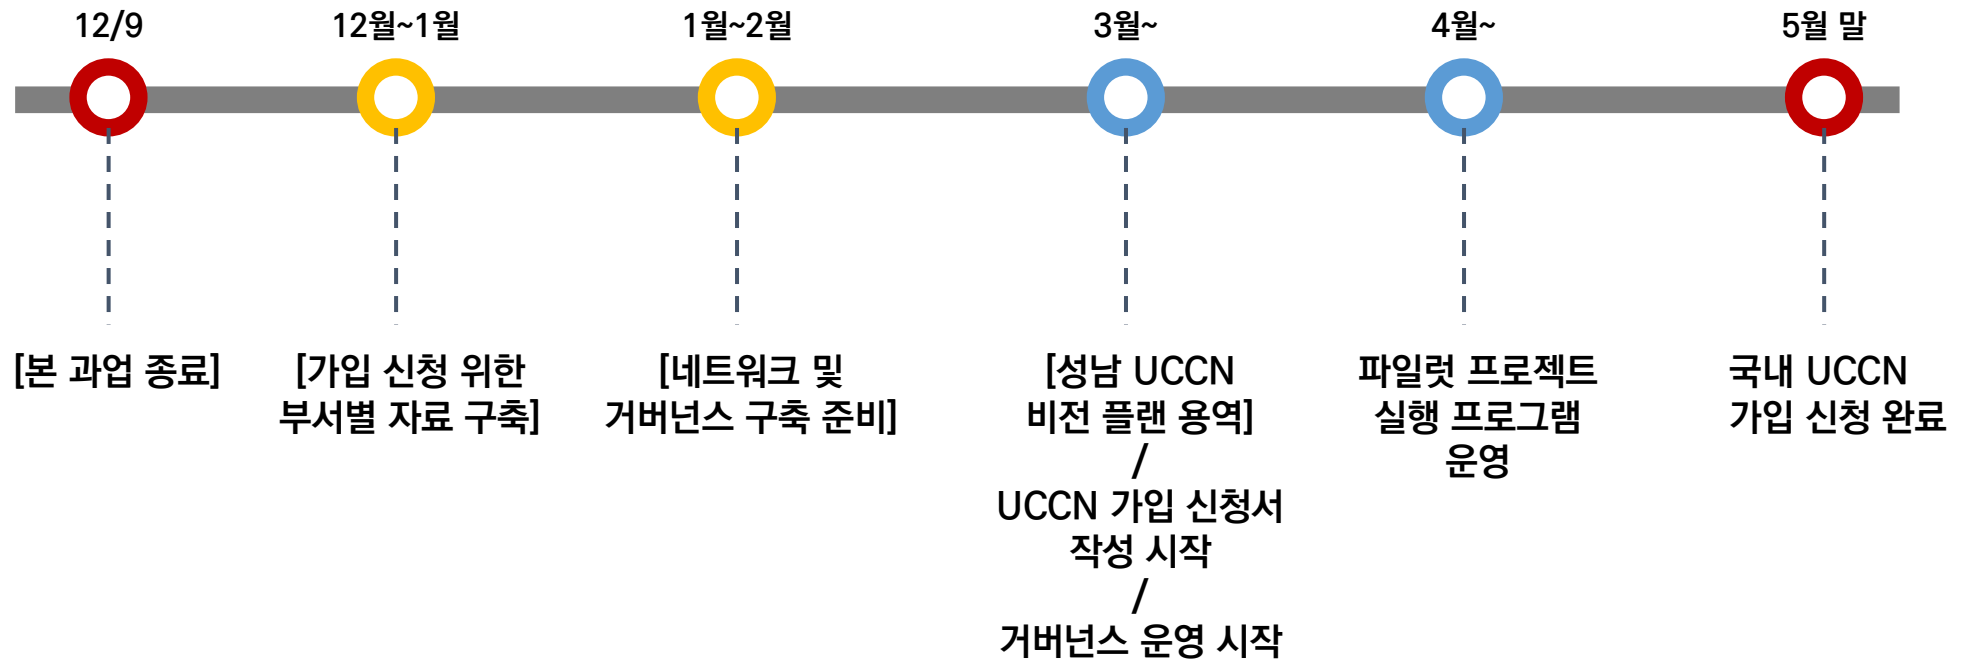 12/9
12월~1월
1월~2월
3월~
4월~
5월 말
[본 과업 종료]
[가입 신청 위한
부서별 자료 구축]
[네트워크 및
거버넌스 구축 준비]
[성남 UCCN
비전 플랜 용역]
/
UCCN 가입 신청서
작성 시작
/
거버넌스 운영 시작
파일럿 프로젝트
실행 프로그램
운영
국내 UCCN
가입 신청 완료